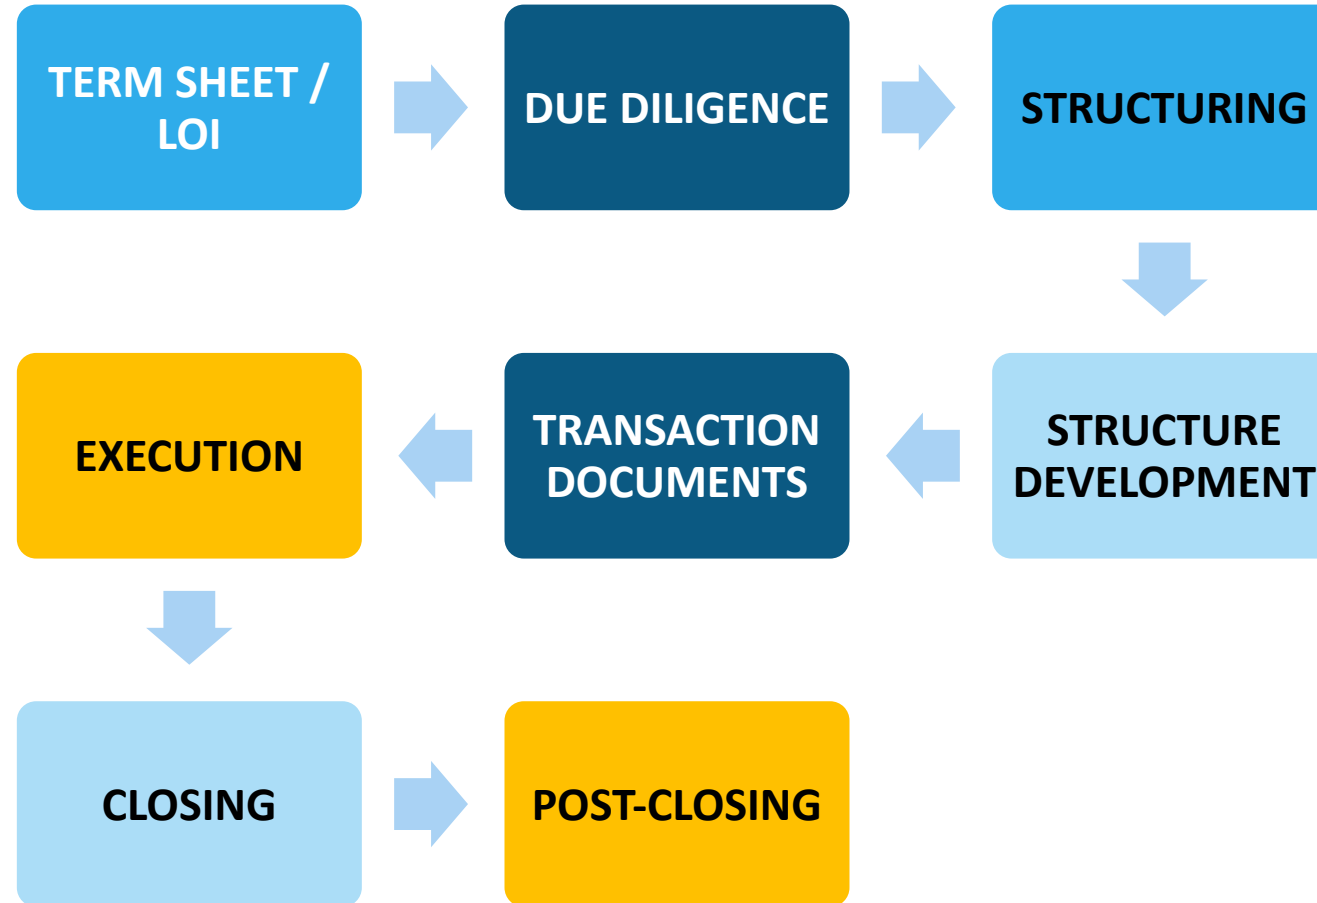 TERM SHEET /
LOI
DUE DILIGENCE
STRUCTURING
STRUCTURE
DEVELOPMENT
TRANSACTION
DOCUMENTS
EXECUTION
CLOSING
POST-CLOSING